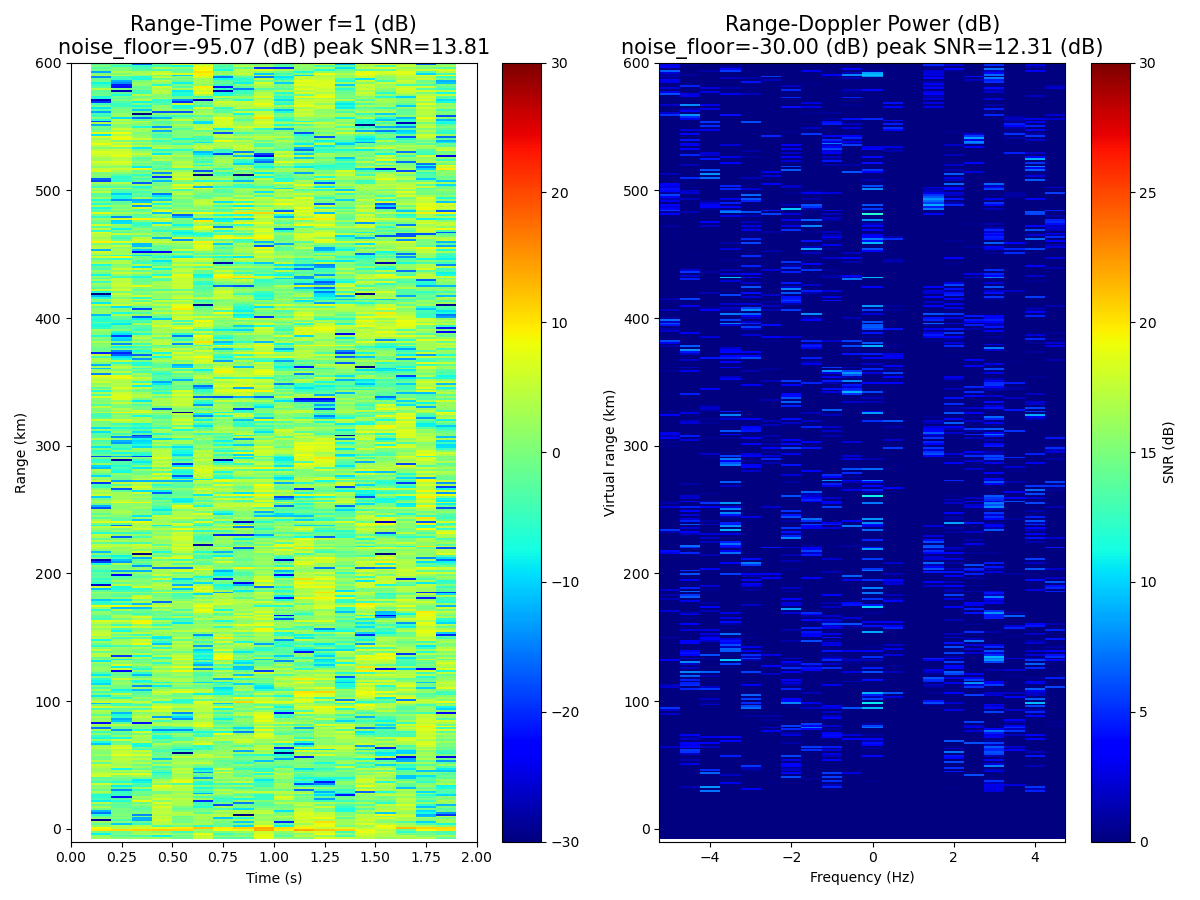 Range-Time Power f=1 (dB)
noise_floor=-95.07 (dB) peak SNR=13.81
600
500
400
300
200
100
0
Range (km)
0.00 0.25 0.50 0.75 1.00 1.25 1.50 1.75 2.00
Time (s)
30
20
10
0
−10
−20
−30
Range-Doppler Power (dB)
noise_floor=-30.00 (dB) peak SNR=12.31 (dB)
600
500
400
300
200
100
0
Virtual range (km)
−4 −2 0 2 4
Frequency (Hz)
30
25
20
15
10
5
0
SNR (dB)